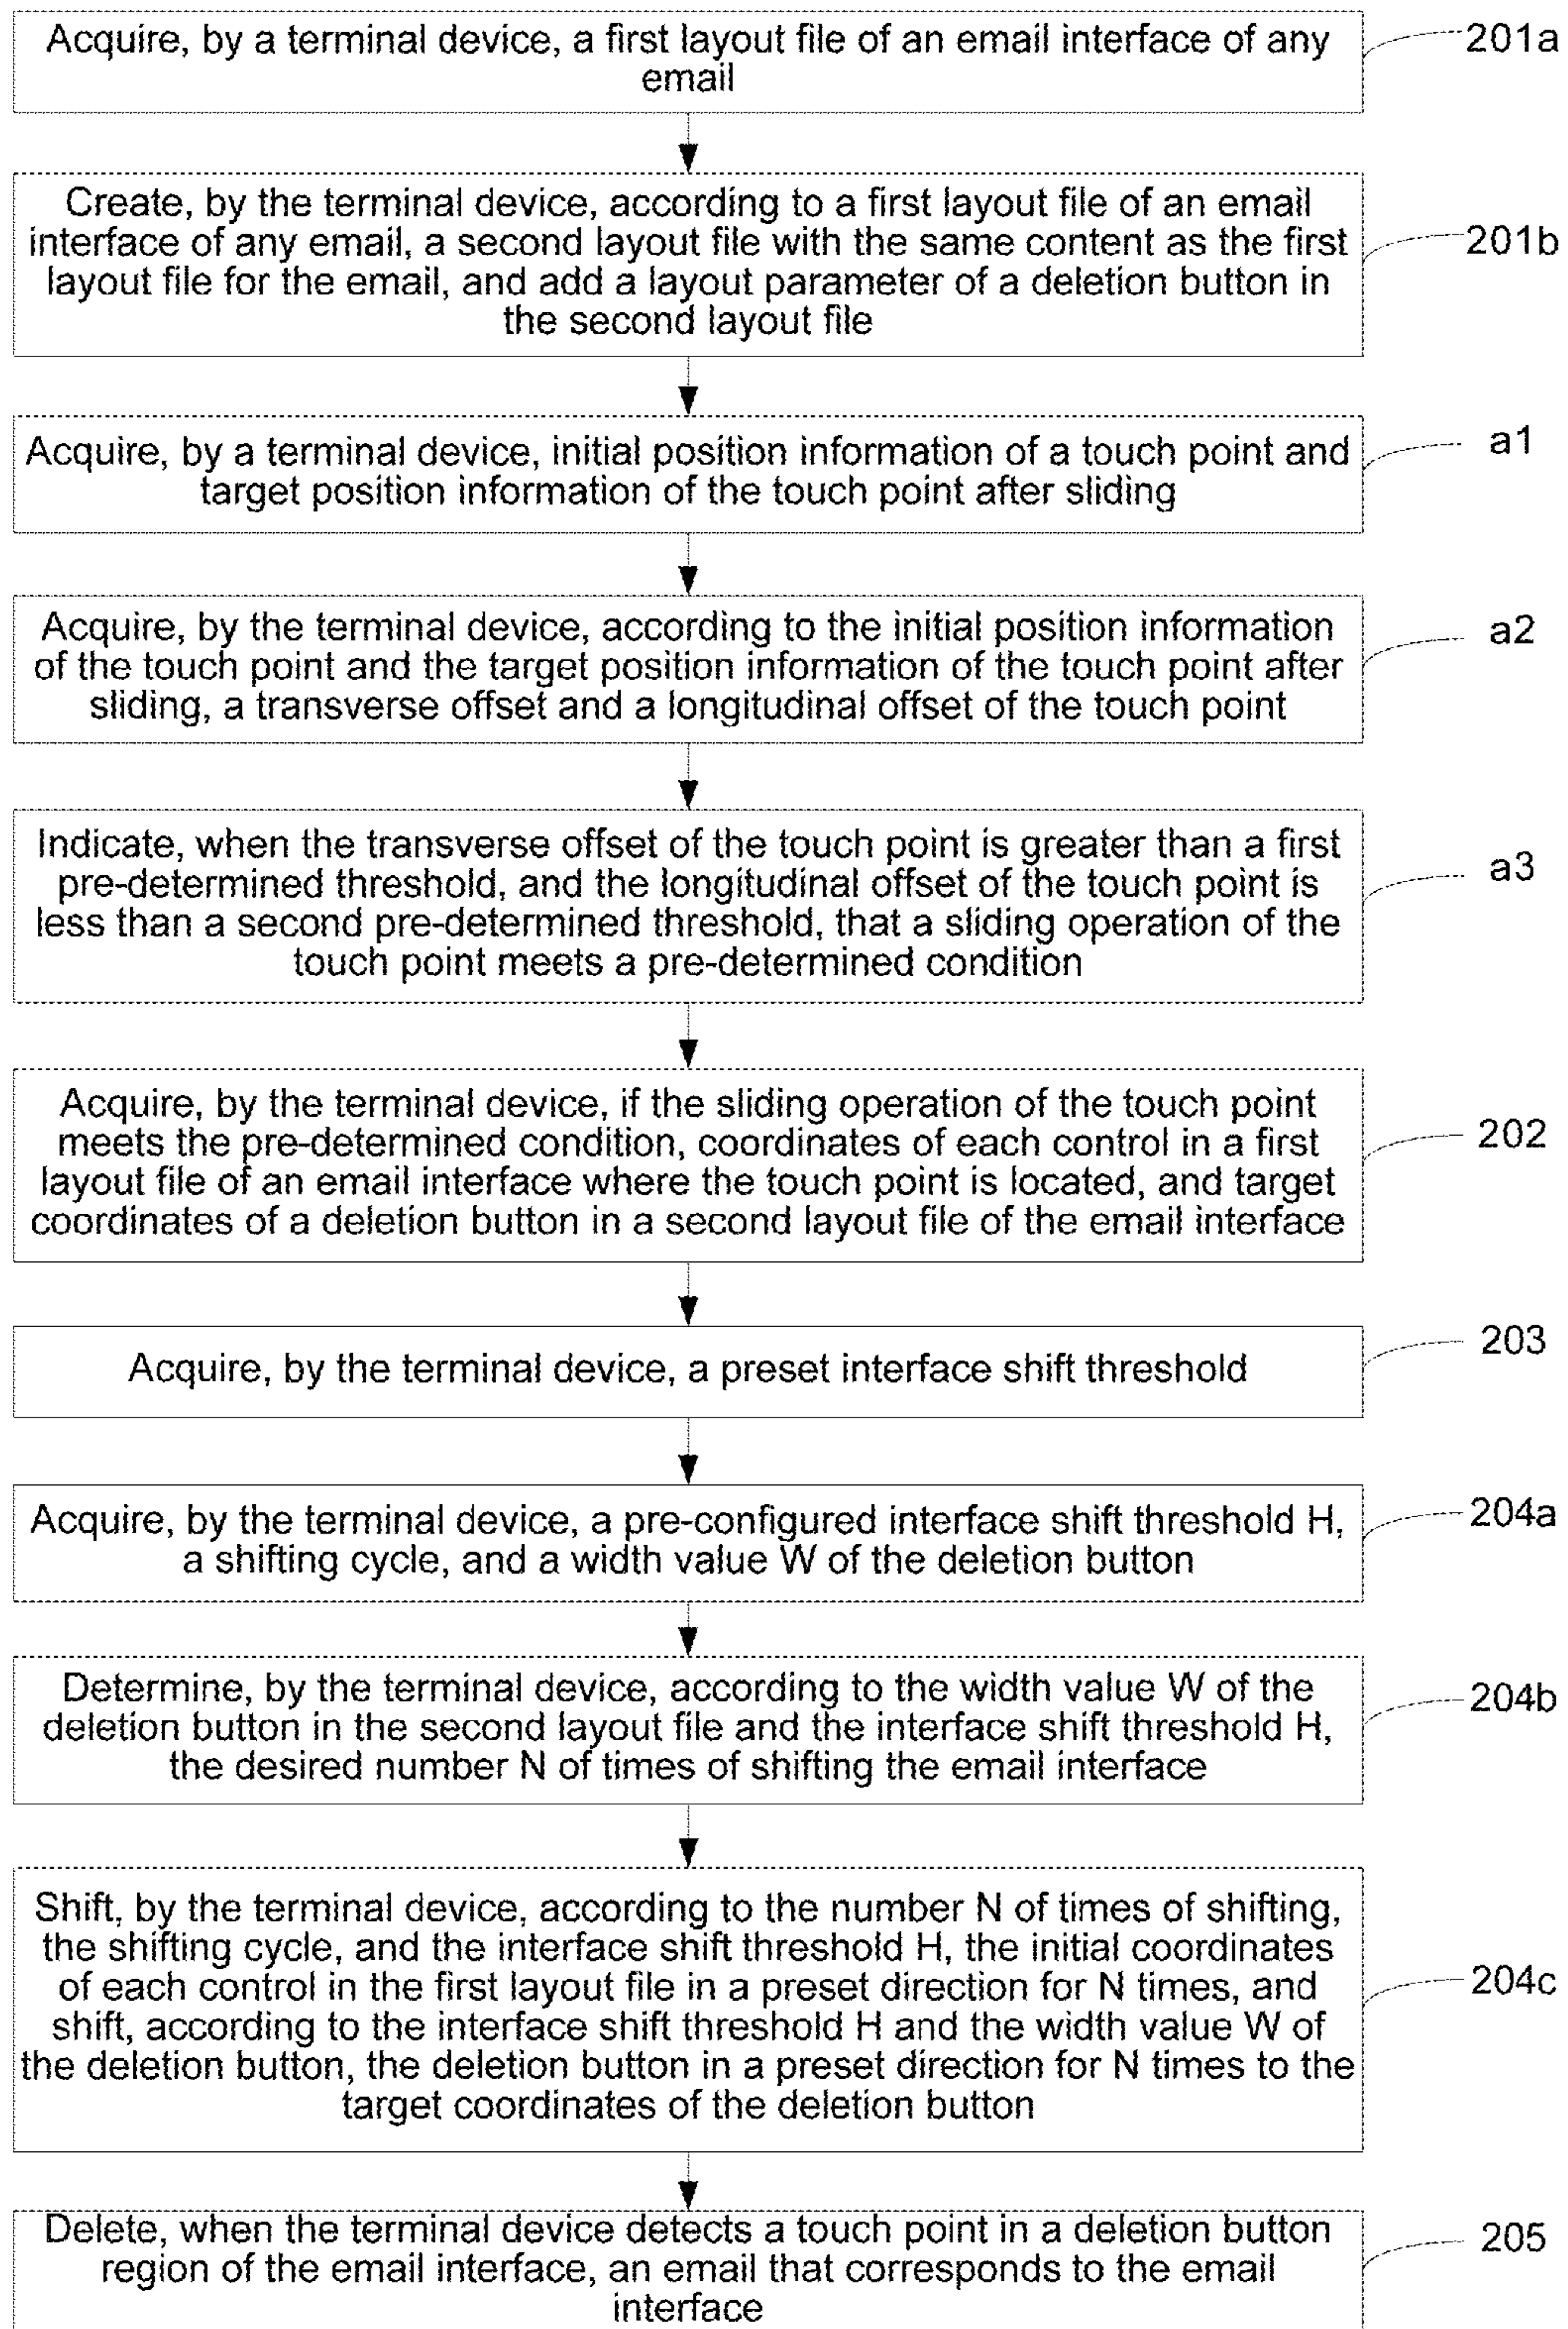 Acquire, by a terminal device, a first layout file of an email interface of any
email
201a
Create, by the terminal device, according to a first layout file of an email
interface of any email, a second layout file with the same content as the first
layout file for the email, and add a layout parameter of a deletion button in
the second layout file
201b
Acquire, by a terminal device, initial position information of a touch point and
target position information of the touch point after sliding
a1
Acquire, by the terminal device, according to the initial position information
of the touch point and the target position information of the touch point after
sliding, a transverse offset and a longitudinal offset of the touch point
a2
Indicate, when the transverse offset of the touch point is greater than a first
pre-determined threshold, and the longitudinal offset of the touch point is
less than a second pre-determined threshold, that a sliding operation of the
touch point meets a pre-determined condition
a3
Acquire, by the terminal device, if the sliding operation of the touch point
meets the pre-determined condition, coordinates of each control in a first
layout file of an email interface where the touch point is located, and target
coordinates of a deletion button in a second layout file of the email interface
202
Acquire, by the terminal device, a preset interface shift threshold
203
Acquire, by the terminal device, a pre-configured interface shift threshold H,
a shifting cycle, and a width value W of the deletion button
204a
Determine, by the terminal device, according to the width value W of the
deletion button in the second layout file and the interface shift threshold H,
the desired number N of times of shifting the email interface
204b
Shift, by the terminal device, according to the number N of times of shifting,
the shifting cycle, and the interface shift threshold H, the initial coordinates
of each control in the first layout file in a preset direction for N times, and
shift, according to the interface shift threshold H and the width value W of
the deletion button, the deletion button in a preset direction for N times to the
target coordinates of the deletion button
204c
Delete, when the terminal device detects a touch point in a deletion button
region of the email interface, an email that corresponds to the email
interface
205